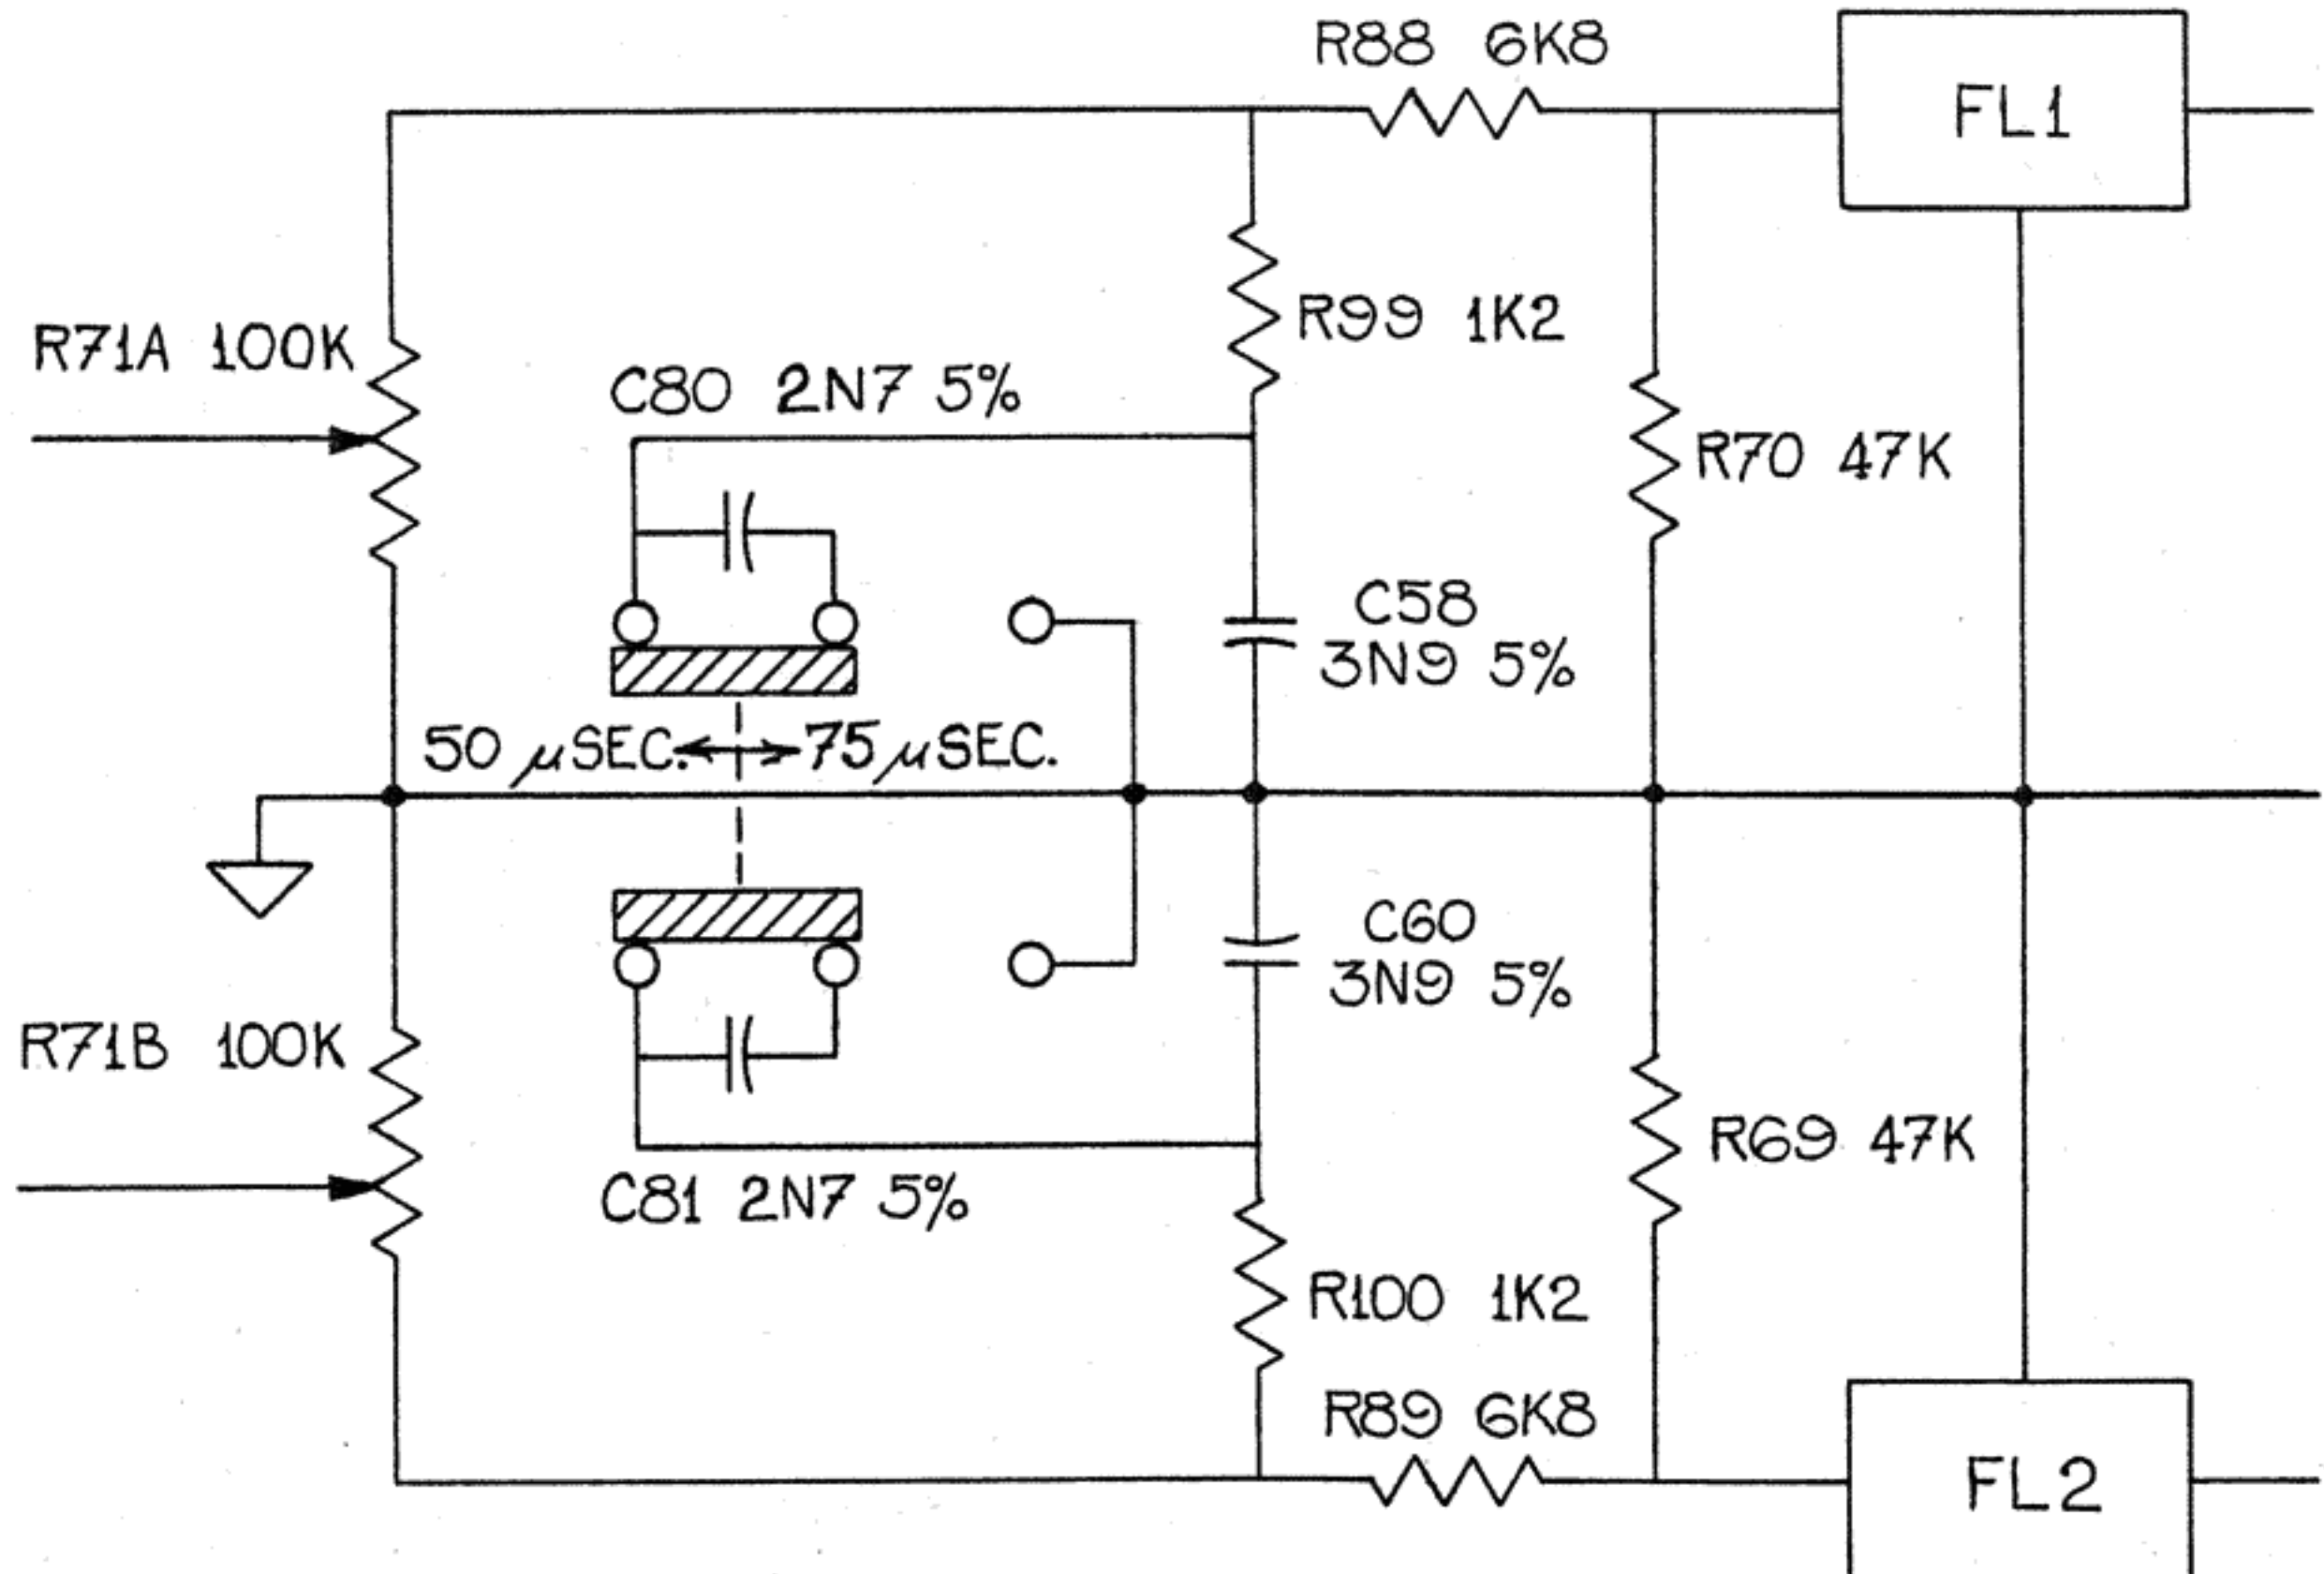 R88 6K8
FL1
R71A 100K
R99 1K2
C80 2N7 5%
R70 47K
C58
3N9 5%
50 µSEC. 75 µSEC.
C60
3N9 5%
R71B 100K
R69 47K
C81 2N7 5%
R100 1K2
R89 6K8
FL2